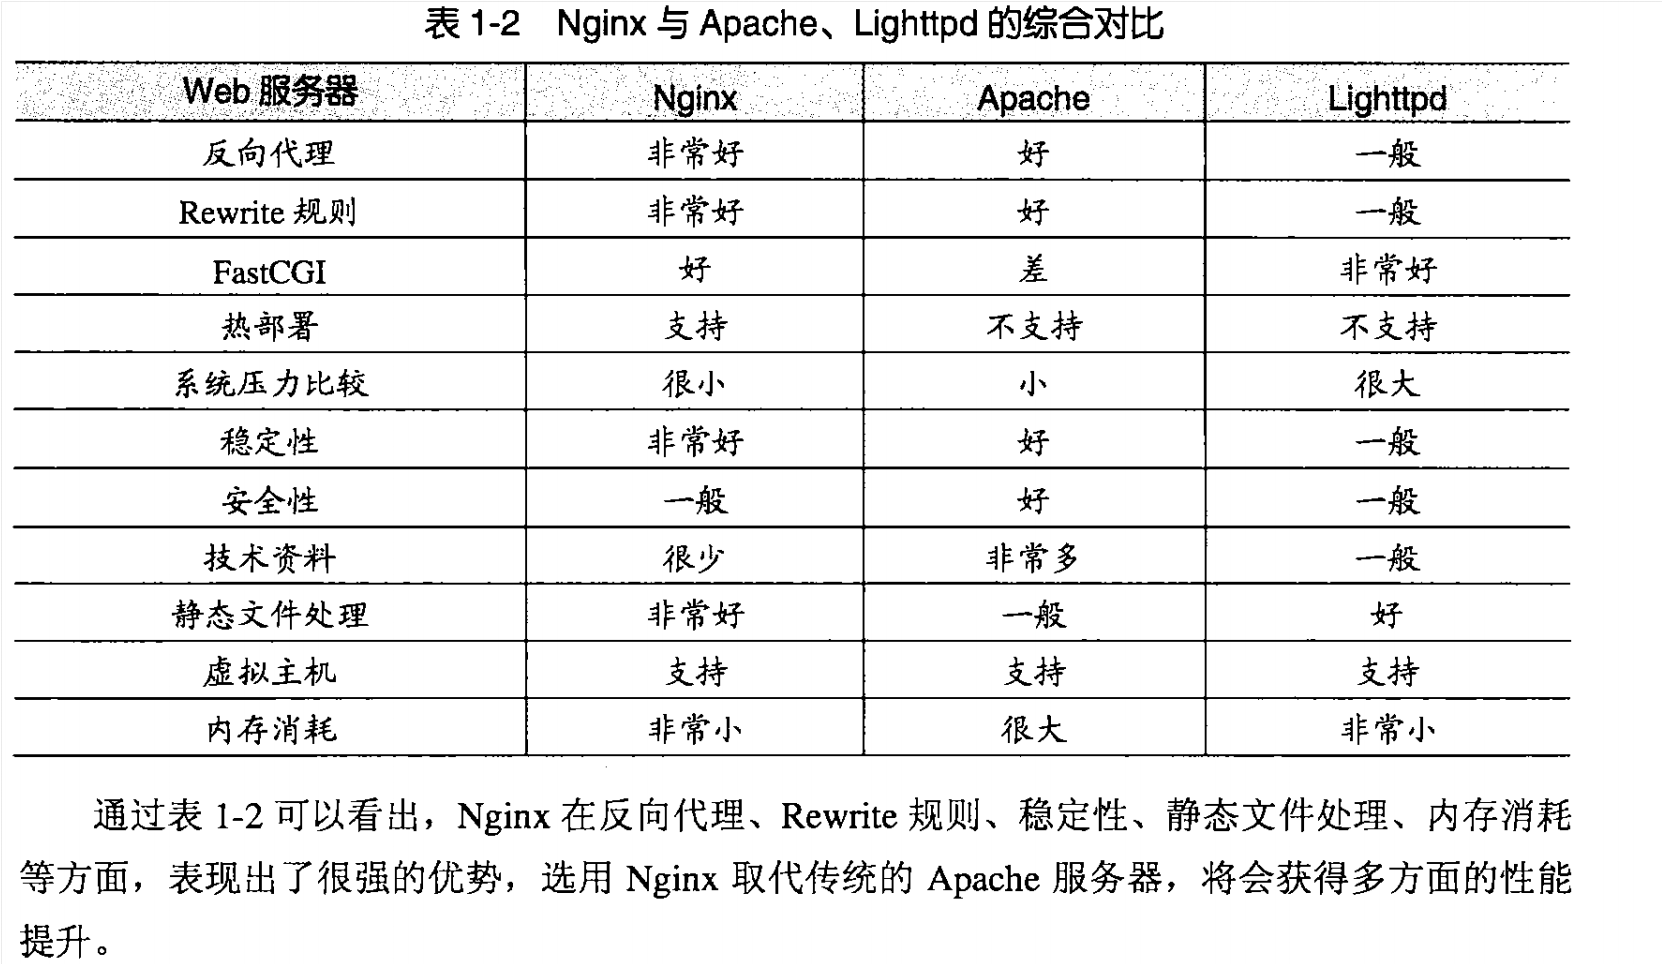 表 1-2 Nginx 与 Apache、Lighttpd 的综合对比
Web 服务器 Nginx Apache Lighttpd
反向代理 非常好 好 一般
Rewrite 规则 非常好 好 一般
FastCGI 好 差 非常好
热部署 支持 不支持 不支持
系统压力比较 很小 小 很大
稳定性 非常好 好 一般
安全性 一般 好 一般
技术资料 很少 非常多 一般
静态文件处理 非常好 一般 好
虚拟主机 支持 支持 支持
内存消耗 非常小 很大 非常小
通过表 1-2 可以看出，Nginx 在反向代理、Rewrite 规则、稳定性、静态文件处理、内存消耗
等方面，表现出了很强的优势，选用 Nginx 取代传统的 Apache 服务器，将会获得多方面的性能
提升。